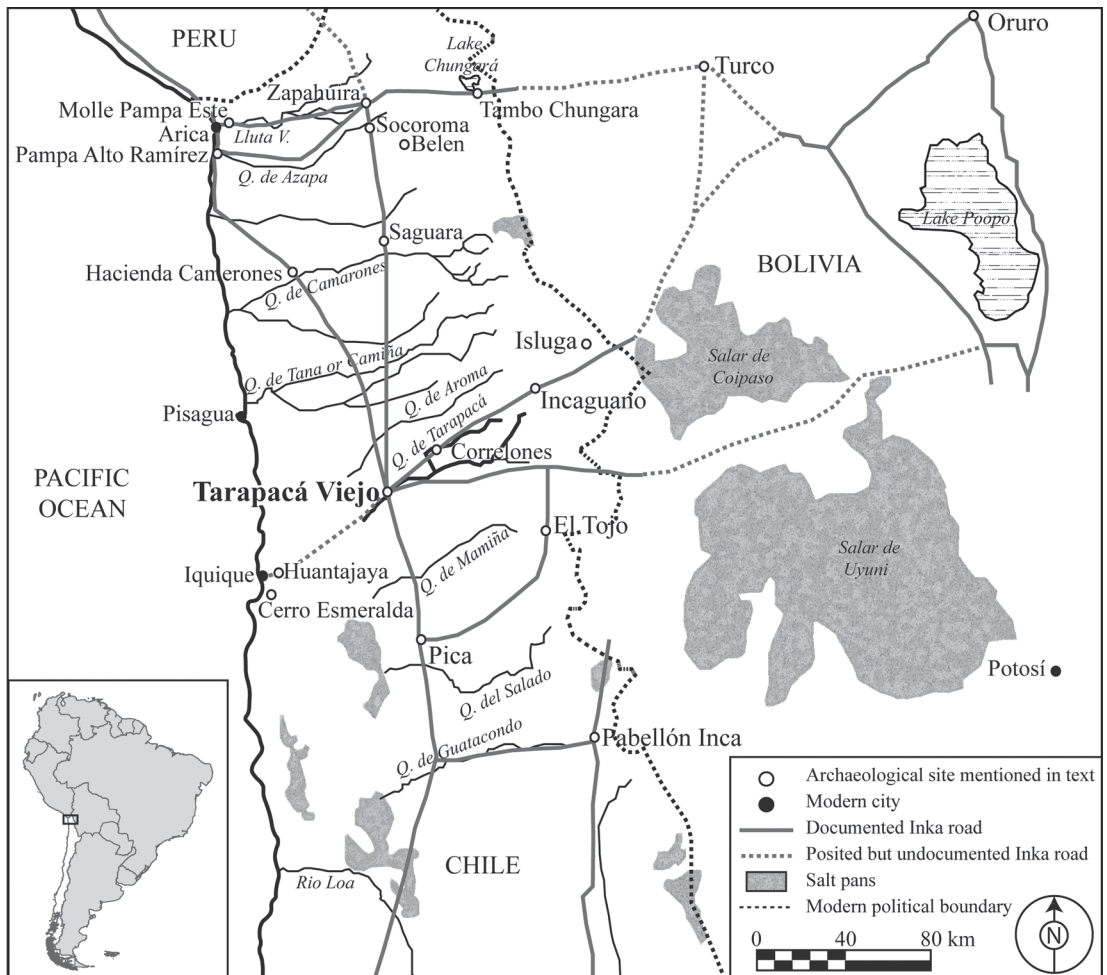 PERU
Oruro
Lake
Chungará
Turco
Zapahuira
Tambo Chungara
Molle Pampa Este
Lluta V.
Arica
Socoroma
Belen
Pampa Alto Ramírez
Q. de Azapa
Lake Poopo
Saguara
BOLIVIA
Hacienda Camerones
Q. de Camarones
Isluga
Salar de
Coipaso
Q. de Tana or Camiña
Q. de Aroma
Incaguano
Pisagua
Q. de Tarapacá
Correlones
PACIFIC
OCEAN
Tarapacá Viejo
El Tojo
Salar de
Uyuni
Q. de Mamiña
Iquique
Huantajaya
Cerro Esmeralda
Pica
Potosí
Q. del Salado
Pabellón Inca
Q. de Guatacondo
CHILE
Rio Loa
Archaeological site mentioned in text
Modern city
Documented Inka road
Posited but undocumented Inka road
Salt pans
Modern political boundary
0 40 80 km
N